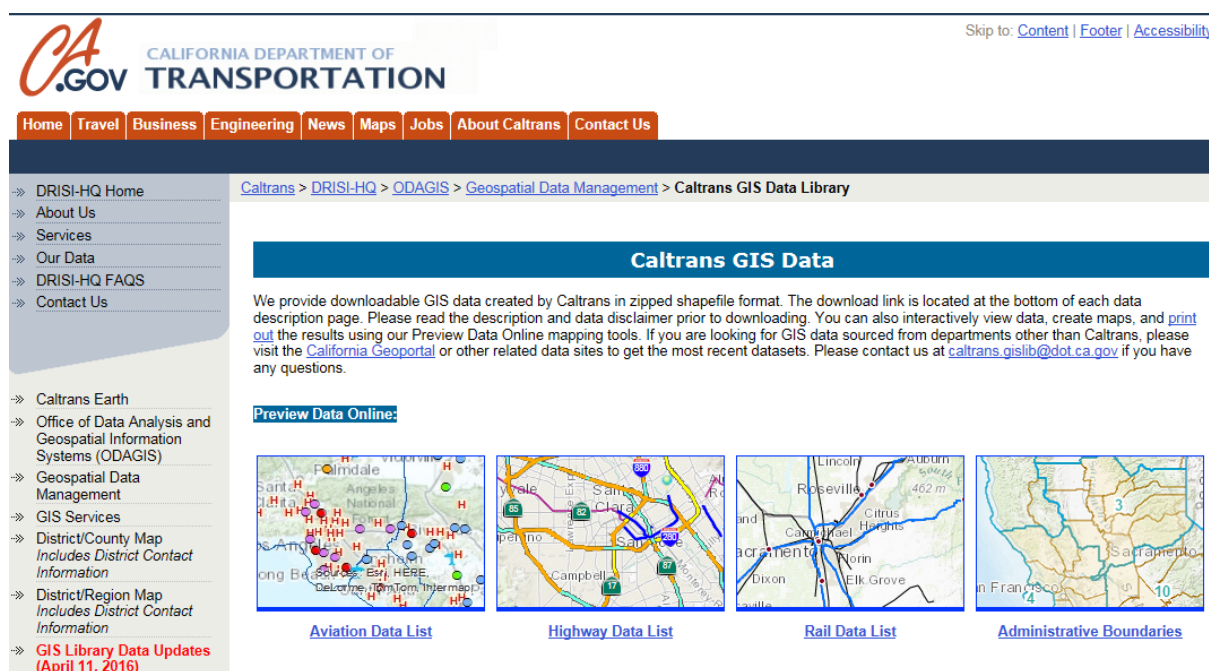 Skip to: Content | Footer | Accessibility
CA.GOV
CALIFORNIA DEPARTMENT OF
TRANSPORTATION
Home Travel Business Engineering News Maps Jobs About Caltrans Contact Us
Caltrans > DRISI-HQ > ODAGIS > Geospatial Data Management > Caltrans GIS Data Library
DRISI-HQ Home
About Us
Services
Our Data
DRISI-HQ FAQS
Contact Us
Caltrans Earth
Office of Data Analysis and
Geospatial Information
Systems (ODAGIS)
Geospatial Data
Management
GIS Services
District/County Map
Includes District Contact
Information
District/Region Map
Includes District Contact
Information
GIS Library Data Updates
(April 11, 2016)
Caltrans GIS Data
We provide downloadable GIS data created by Caltrans in zipped shapefile format. The download link is located at the bottom of each data
description page. Please read the description and data disclaimer prior to downloading. You can also interactively view data, create maps, and print
out the results using our Preview Data Online mapping tools. If you are looking for GIS data sourced from departments other than Caltrans, please
visit the California Geoportal or other related data sites to get the most recent datasets. Please contact us at caltrans.gislib@dot.ca.gov if you have
any questions.
Preview Data Online:
Palmdale
Angeles
National
880
Santa
Clara
85
82
280
87
Campbell
17
Lincoln
Auburn
Roseville
462 m
Citrus
Heights
Carmichael
Florin
Dixon
Elk Grove
3
Sacramento
4
10
Aviation Data List
Highway Data List
Rail Data List
Administrative Boundaries